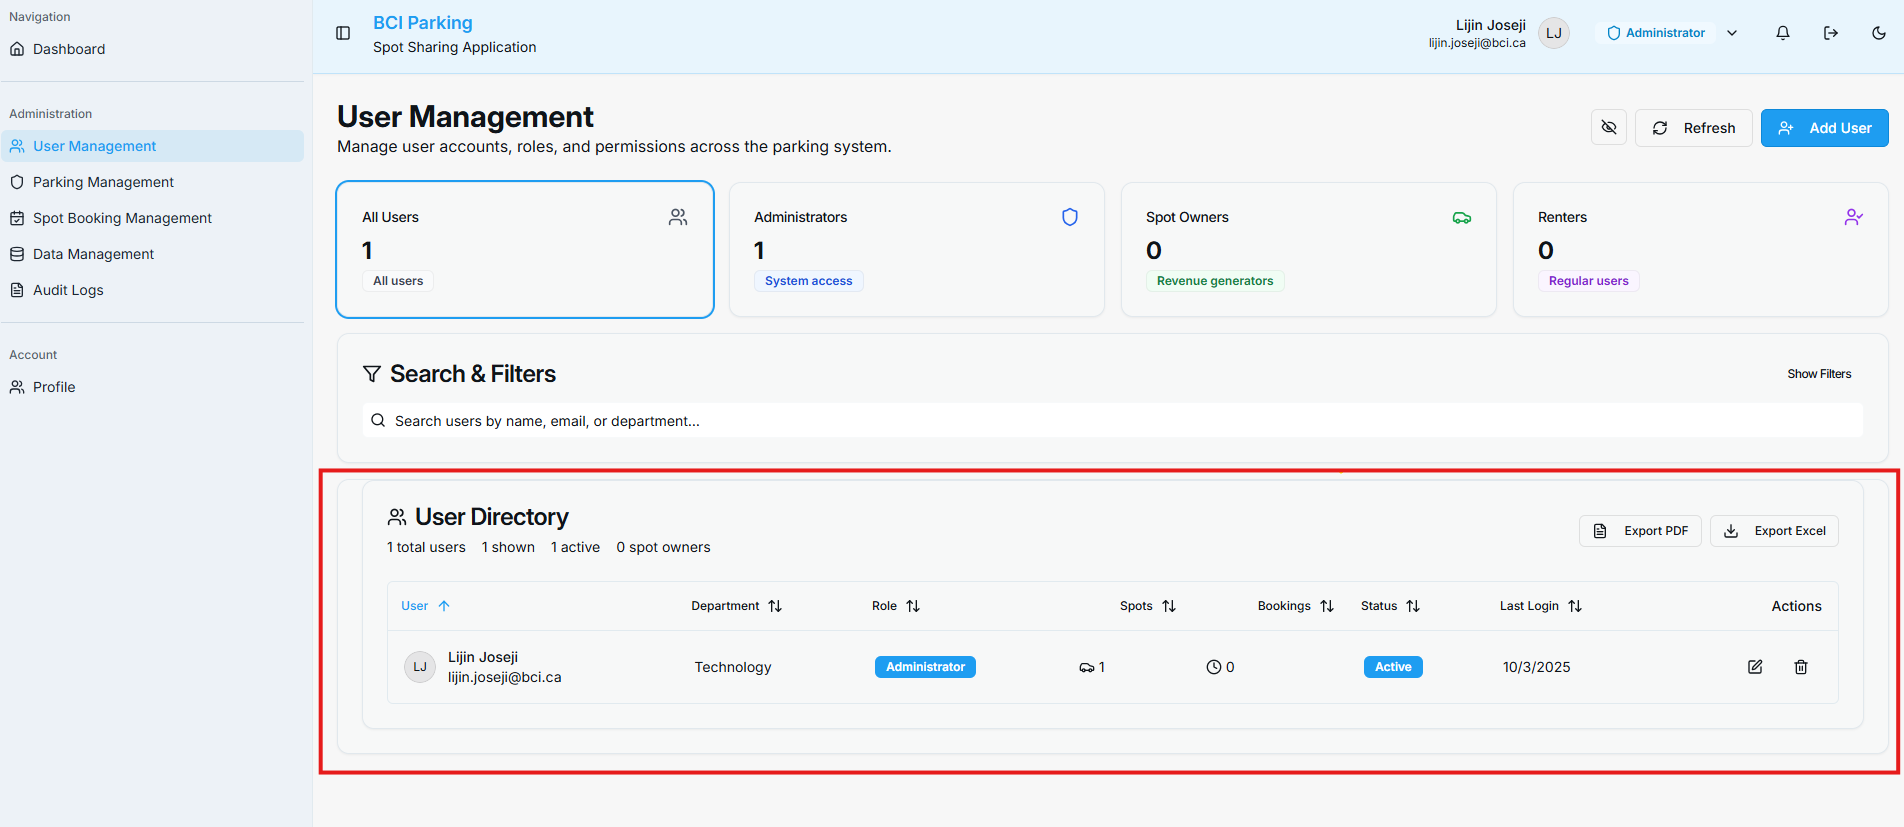 Navigation
Dashboard
Administration
User Management
Parking Management
Spot Booking Management
Data Management
Audit Logs
Account
Profile
BCI Parking
Spot Sharing Application
Lijin Joseji
lijin.joseji@bci.ca
LJ
Administrator
User Management
Manage user accounts, roles, and permissions across the parking system.
Refresh
Add User
All Users
1
All users
Administrators
1
System access
Spot Owners
0
Revenue generators
Renters
0
Regular users
Search & Filters
Show Filters
Search users by name, email, or department...
User Directory
1 total users 1 shown 1 active 0 spot owners
Export PDF
Export Excel
User Department Role Spots Bookings Status Last Login Actions
LJ
Lijin Joseji
lijin.joseji@bci.ca
Technology
Administrator
1
0
Active
10/3/2025